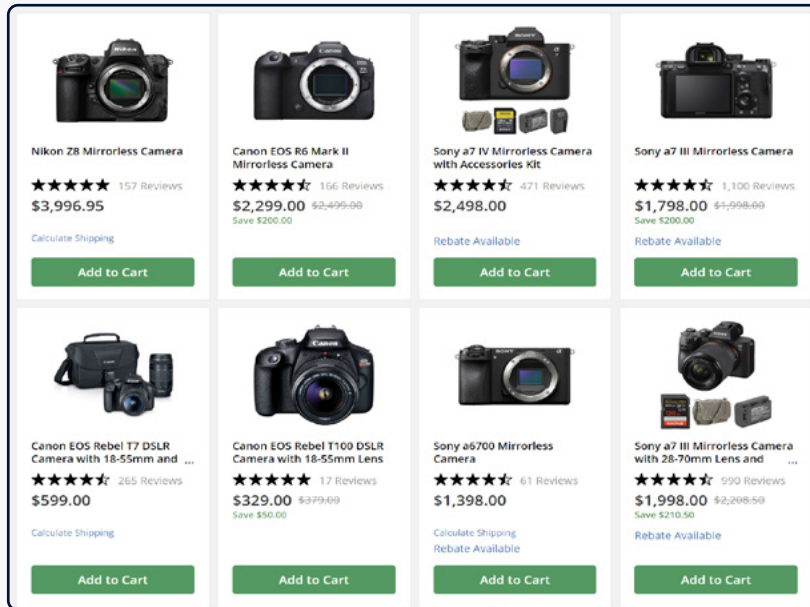 Nikon
Canon
SONY
Nikon Z8 Mirrorless Camera
157 Reviews
$3,996.95
Calculate Shipping
Add to Cart
Canon EOS R6 Mark II
Mirrorless Camera
166 Reviews
$2,299.00 $2,499.00
Save $200.00
Add to Cart
Sony a7 IV Mirrorless Camera
with Accessories Kit
471 Reviews
$2,498.00
Rebate Available
Add to Cart
Sony a7 III Mirrorless Camera
1,100 Reviews
$1,798.00 $1,998.00
Save $200.00
Rebate Available
Add to Cart
Canon
SONY
SONY
Canon EOS Rebel T7 DSLR
Camera with 18-55mm and ...
265 Reviews
$599.00
Calculate Shipping
Add to Cart
Canon EOS Rebel T100 DSLR
Camera with 18-55mm Lens
17 Reviews
$329.00 $379.00
Save $50.00
Add to Cart
Sony a6700 Mirrorless
Camera
61 Reviews
$1,398.00
Calculate Shipping
Rebate Available
Add to Cart
Sony a7 III Mirrorless Camera
with 28-70mm Lens and ...
990 Reviews
$1,998.00 $2,208.50
Save $210.50
Rebate Available
Add to Cart